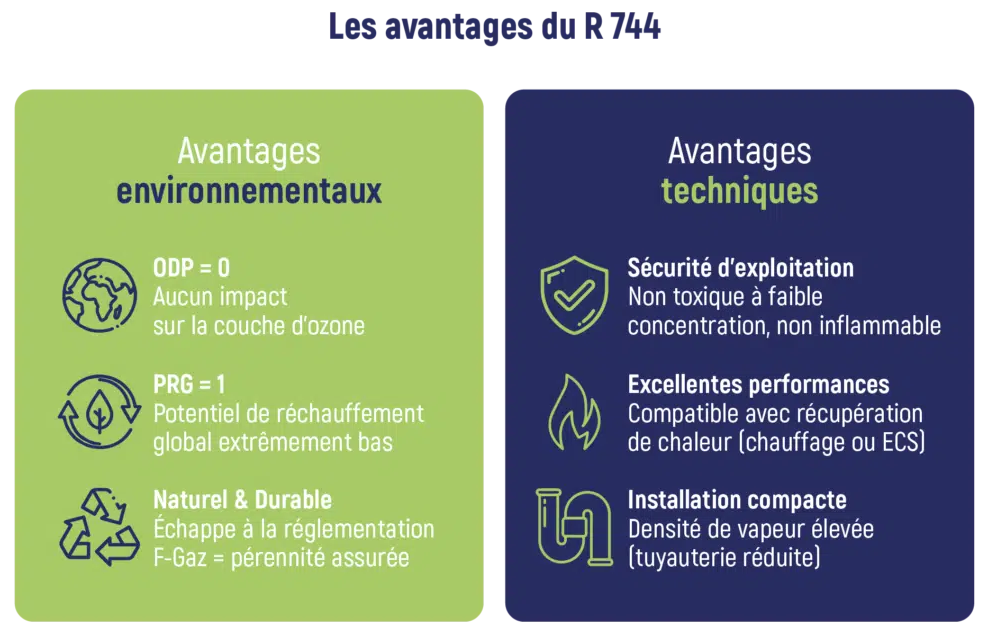 Les avantages du R 744
Avantages
environnementaux
ODP = 0
Aucun impact
sur la couche d'ozone
PRG = 1
Potentiel de réchauffement
global extrêmement bas
Naturel & Durable
Échappe à la réglementation
F-Gaz = pérennité assurée
Avantages
techniques
Sécurité d'exploitation
Non toxique à faible
concentration, non inflammable
Excellentes performances
Compatible avec récupération
de chaleur (chauffage ou ECS)
Installation compacte
Densité de vapeur élevée
(tuyauterie réduite)